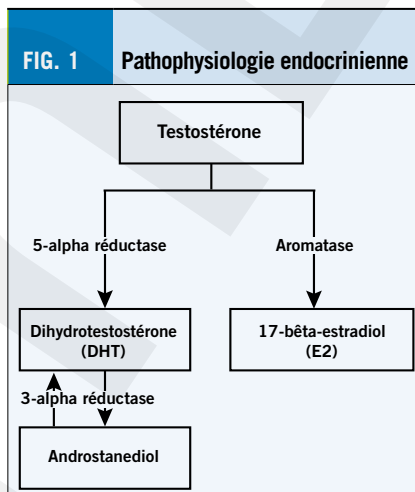 FIG. 1 Pathophysiologie endocrinienne
Testostérone
5-alpha réductase Aromatase
Dihydrotestostérone
(DHT)
17-bêta-estradiol
(E2)
3-alpha réductase
Androstanediol